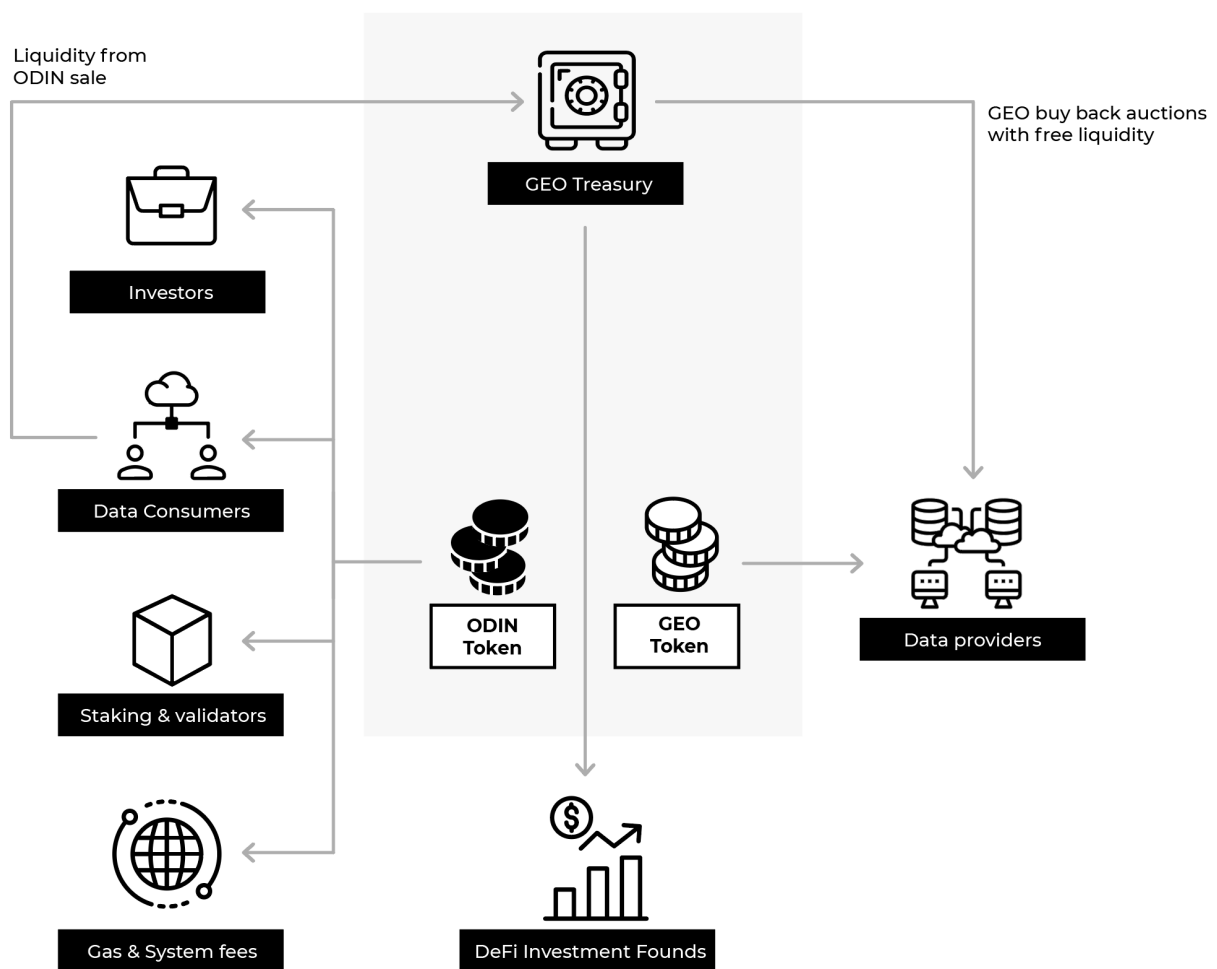 Liquidity from
ODIN sale
GEO buy back auctions
with free liquidity
GEO Treasury
Investors
Data Consumers
ODIN
Token
GEO
Token
Data providers
Staking & validators
Gas & System fees
DeFi Investment Founds